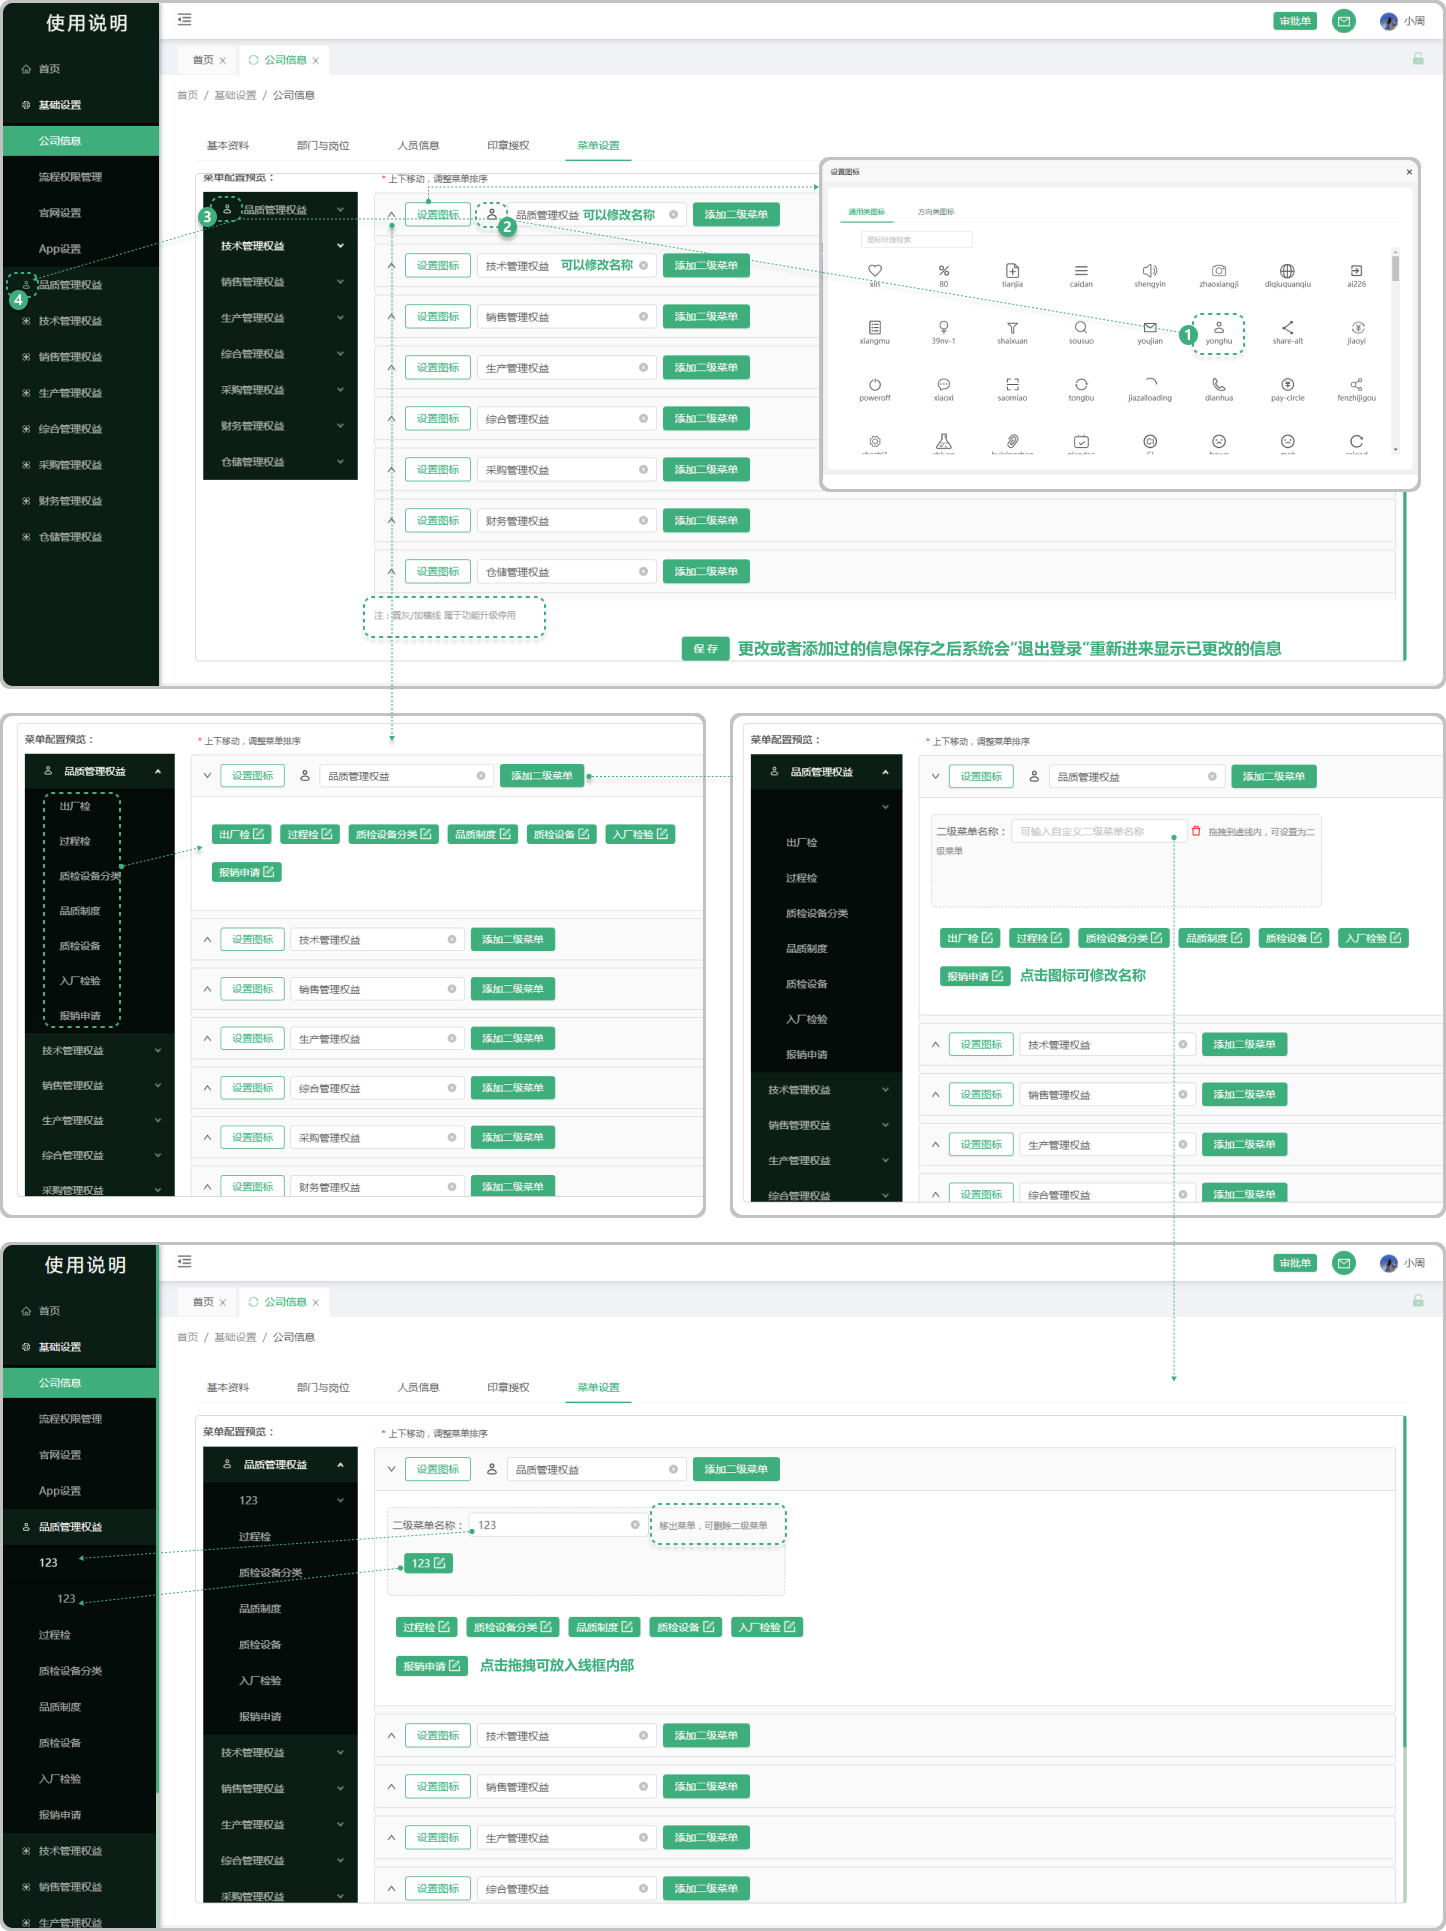 使用说明
审批单
小周
首页
公司信息
首页 / 基础设置 / 公司信息
首页
基础设置
公司信息
流程权限管理
官网设置
App设置
品质管理权益
技术管理权益
销售管理权益
生产管理权益
综合管理权益
采购管理权益
财务管理权益
仓储管理权益
基本资料
部门与岗位
人员信息
印章授权
菜单设置
菜单配置预览：
* 上下移动，调整菜单排序
3
品质管理权益
技术管理权益
销售管理权益
生产管理权益
综合管理权益
采购管理权益
财务管理权益
仓储管理权益
4
设置图标 2 品质管理权益 可以修改名称 添加二级菜单
设置图标 技术管理权益 可以修改名称 添加二级菜单
设置图标 销售管理权益 添加二级菜单
设置图标 生产管理权益 添加二级菜单
设置图标 综合管理权益 添加二级菜单
设置图标 采购管理权益 添加二级菜单
设置图标 财务管理权益 添加二级菜单
设置图标 仓储管理权益 添加二级菜单
注：置灰/加横线 属于功能升级停用
保 存 更改或者添加过的信息保存之后系统会“退出登录”重新进来显示已更改的信息
设置图标
通用类图标 方向类图标
图标快捷检索
xin 80 tianjia caidan shengyin zhaoxiangji diqiuquanqiu ai226
xiangmu 39nv-1 shaixuan sousuo youjian 1 yonghu share-alt jiaoyi
poweroff xiaoxi saomiao tongbu jiazailoading dianhua pay-circle fenzhijigou
菜单配置预览：
* 上下移动，调整菜单排序
品质管理权益
出厂检
过程检
质检设备分类
品质制度
质检设备
入厂检验
报销申请
技术管理权益
销售管理权益
生产管理权益
综合管理权益
采购管理权益
设置图标 品质管理权益 添加二级菜单
出厂检 过程检 质检设备分类 品质制度 质检设备 入厂检验
报销申请
设置图标 技术管理权益 添加二级菜单
设置图标 销售管理权益 添加二级菜单
设置图标 生产管理权益 添加二级菜单
设置图标 综合管理权益 添加二级菜单
设置图标 采购管理权益 添加二级菜单
设置图标 财务管理权益 添加二级菜单
菜单配置预览：
* 上下移动，调整菜单排序
品质管理权益
出厂检
过程检
质检设备分类
品质制度
质检设备
入厂检验
报销申请
技术管理权益
销售管理权益
生产管理权益
综合管理权益
设置图标 品质管理权益 添加二级菜单
二级菜单名称： 可输入自定义二级菜单名称 拖拽到虚线内，可设置为二
级菜单
出厂检 过程检 质检设备分类 品质制度 质检设备 入厂检验
报销申请 点击图标可修改名称
设置图标 技术管理权益 添加二级菜单
设置图标 销售管理权益 添加二级菜单
设置图标 生产管理权益 添加二级菜单
设置图标 综合管理权益 添加二级菜单
使用说明
审批单
小周
首页
公司信息
首页 / 基础设置 / 公司信息
首页
基础设置
公司信息
流程权限管理
官网设置
App设置
品质管理权益
123
123
过程检
质检设备分类
品质制度
质检设备
入厂检验
报销申请
技术管理权益
销售管理权益
生产管理权益
基本资料
部门与岗位
人员信息
印章授权
菜单设置
菜单配置预览：
* 上下移动，调整菜单排序
品质管理权益
123
过程检
质检设备分类
品质制度
质检设备
入厂检验
报销申请
技术管理权益
销售管理权益
生产管理权益
综合管理权益
采购管理权益
设置图标 品质管理权益 添加二级菜单
二级菜单名称： 123 移出菜单，可删除二级菜单
123
过程检 质检设备分类 品质制度 质检设备 入厂检验
报销申请 点击拖拽可放入线框内部
设置图标 技术管理权益 添加二级菜单
设置图标 销售管理权益 添加二级菜单
设置图标 生产管理权益 添加二级菜单
设置图标 综合管理权益 添加二级菜单